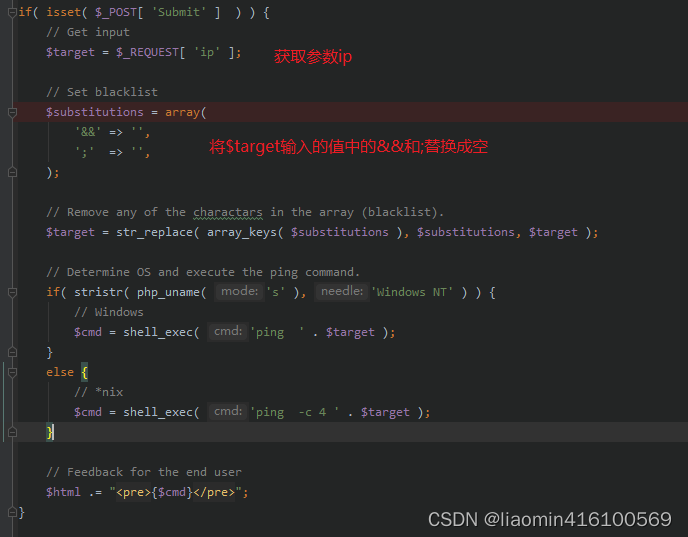 if( isset( $_POST[ 'Submit' ]  ) ) {
// Get input
$target = $_REQUEST[ 'ip' ];
获取参数ip
// Set blacklist
$substitutions = array(
'&&' => '',
';'  => '',
将$target输入的值中的&&和;替换成空
);
// Remove any of the charactars in the array (blacklist).
$target = str_replace( array_keys( $substitutions ), $substitutions, $target );
// Determine OS and execute the ping command.
if( stristr( php_uname( mode: 's' ), needle: 'Windows NT' ) ) {
// Windows
$cmd = shell_exec( cmd: 'ping  ' . $target );
}
else {
// *nix
$cmd = shell_exec( cmd: 'ping  -c 4 ' . $target );
}
// Feedback for the end user
$html .= "<pre>{$cmd}</pre>";
}
CSDN @liaomin416100569